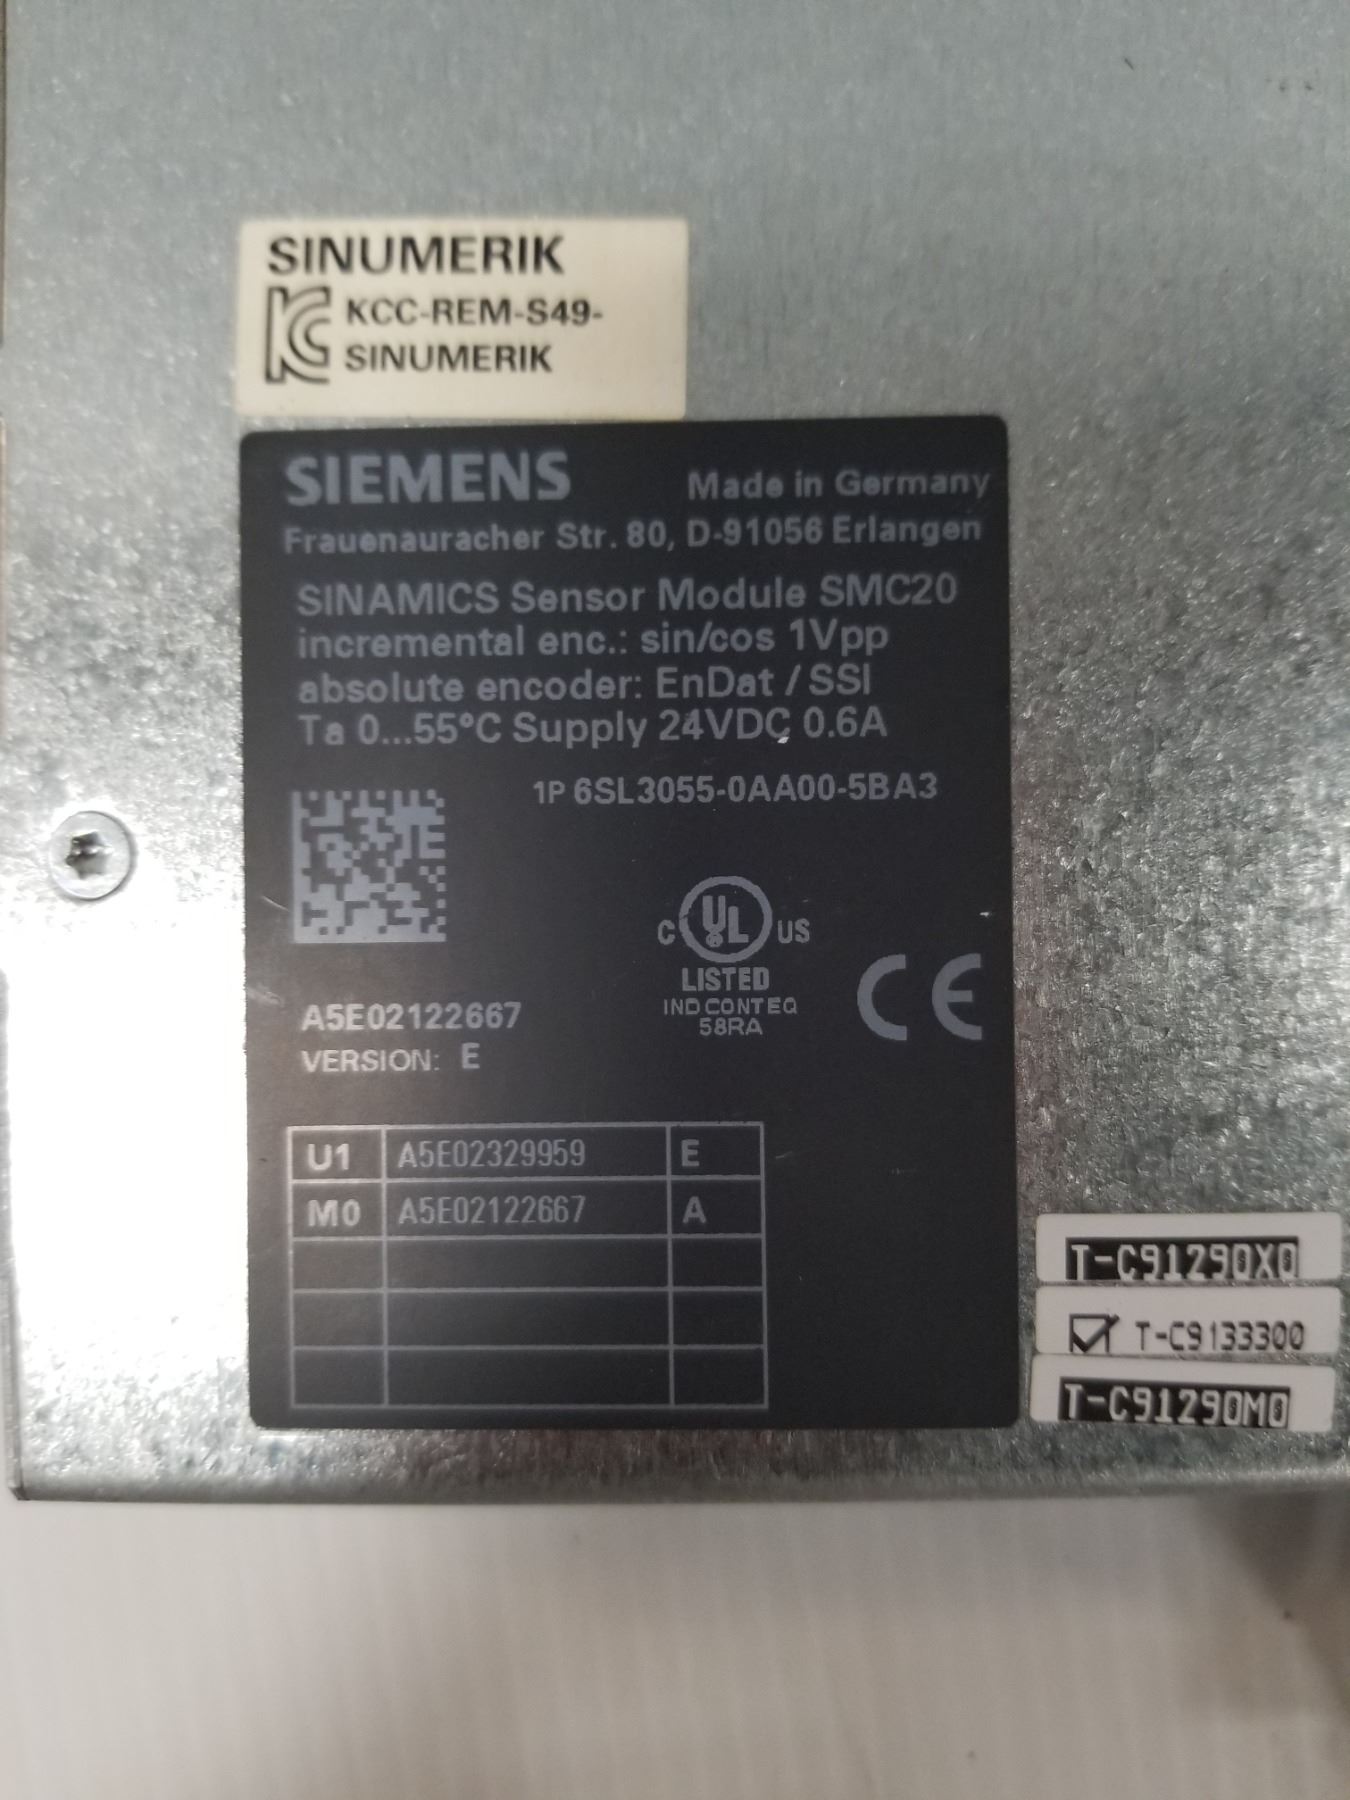 SINUMERIK
KCC-REM-S49-
SINUMERIK
SIEMENS Made in Germany
Frauenauracher Str. 80, D-91056 Erlangen
SINAMICS Sensor Module SMC20
incremental enc.: sin/cos 1Vpp
absolute encoder: EnDat / SSI
Ta 0...55°C Supply 24VDC 0.6A
1P 6SL3055-0AA00-5BA3
C UL US
LISTED
IND CONT EQ
58RA
CE
A5E02122667
VERSION: E
U1 A5E02329959 E
M0 A5E02122667 A
T-C91290X0
T-C9133300
T-C91290M0